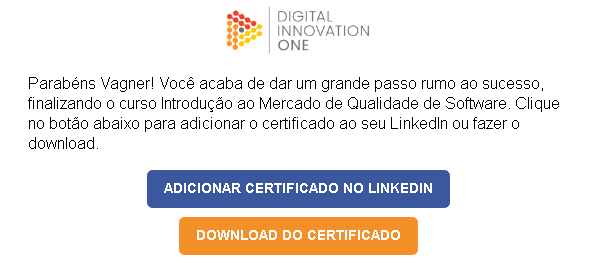 DIGITAL
INNOVATION
ONE
Parabéns Vagner! Você acaba de dar um grande passo rumo ao sucesso,
finalizando o curso Introdução ao Mercado de Qualidade de Software. Clique
no botão abaixo para adicionar o certificado ao seu LinkedIn ou fazer o
download.
ADICIONAR CERTIFICADO NO LINKEDIN
DOWNLOAD DO CERTIFICADO